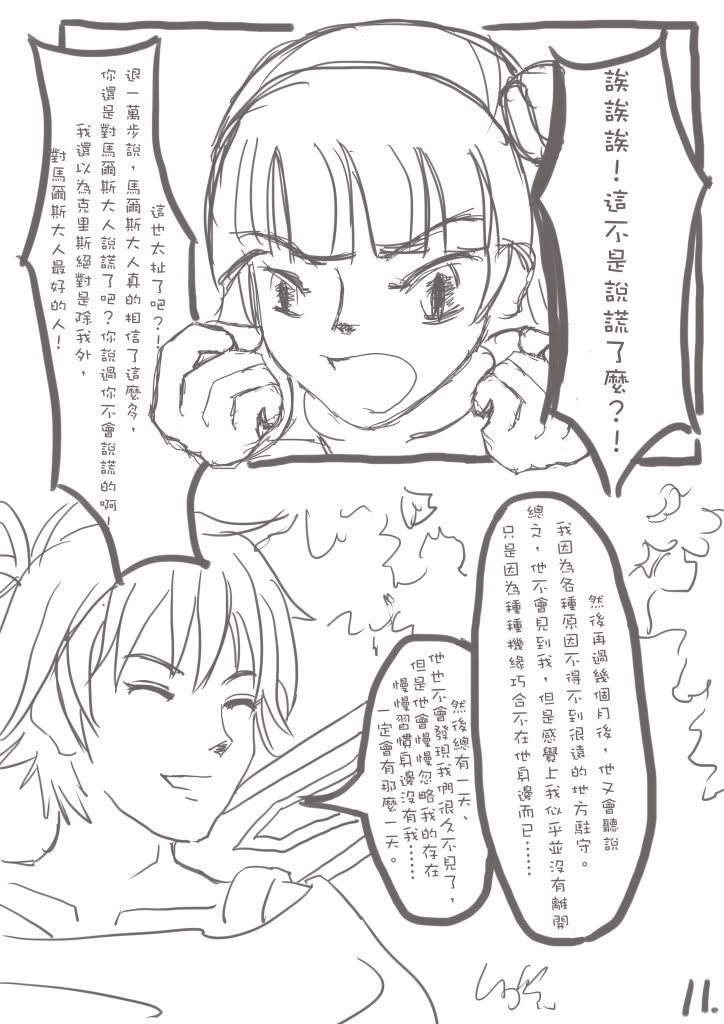 誒誒誒！這不是說謊了麼？！
這也太扯了吧？！
退一萬步說，馬爾斯大人真的相信了這麼多，
你還是對馬爾斯大人說謊了吧？你說過你不會說謊的啊！
我還以為克里斯絕對是除我外，
對馬爾斯大人最好的人！
然後再過幾個月後，他又會聽說
我因為各種原因不得不到很遠的地方駐守。
總之，他不會見到我，但是感覺上我似乎並沒有離開
只是因為種種機緣巧合不在他身邊而已……
然後總有一天、
他也不會發現我們很久不見了，
但是他會慢慢忽略我的存在
慢慢習慣身邊沒有我……
一定會有那麼一天。
11.